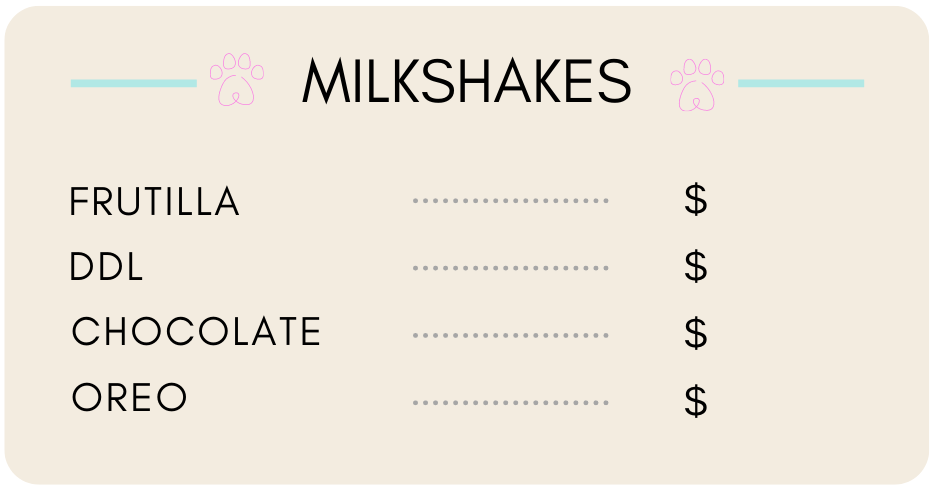 MILKSHAKES
FRUTILLA .................... $
DDL .................... $
CHOCOLATE .................... $
OREO .................... $